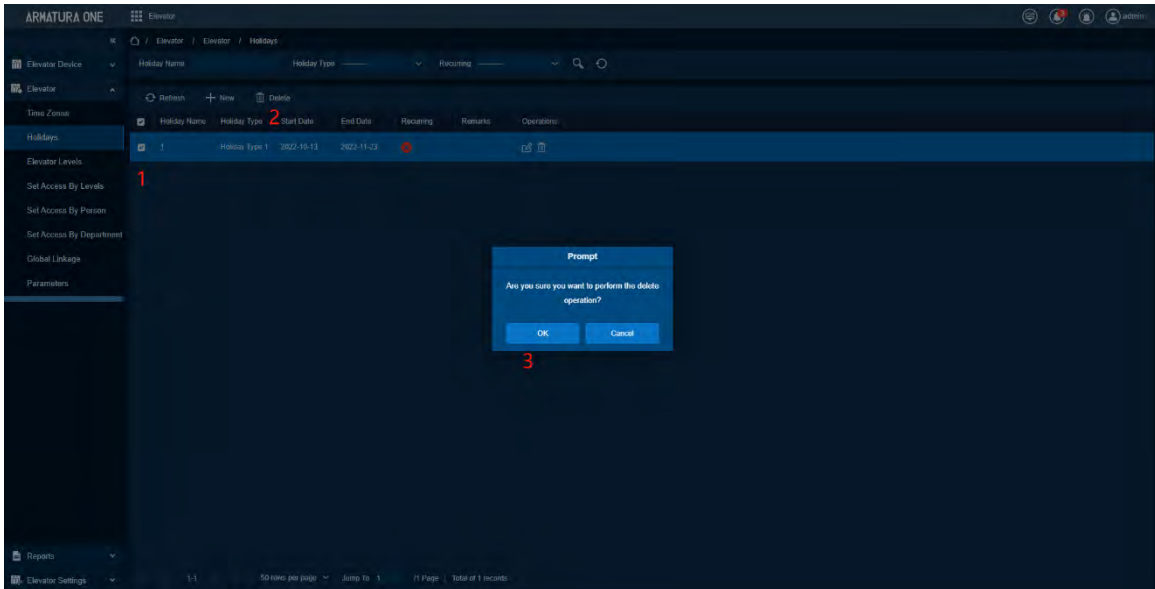 ARMATURA ONE
Elevator
admin
/ Elevator / Elevator / Holidays
Elevator Device
Holiday Name Holiday Type Recurring
Elevator
Refresh New Delete
Time Zones
2
Holiday Name Holiday Type Start Date End Date Recurring Remarks Operations
Holidays
1 Holiday Type 1 2022-10-13 2022-11-23
Elevator Levels
1
Set Access By Levels
Set Access By Person
Set Access By Department
Global Linkage
Parameters
Prompt
Are you sure you want to perform the delete
operation?
OK Cancel
3
Reports
Elevator Settings
1-1 50 rows per page Jump To 1 /1 Page | Total of 1 records